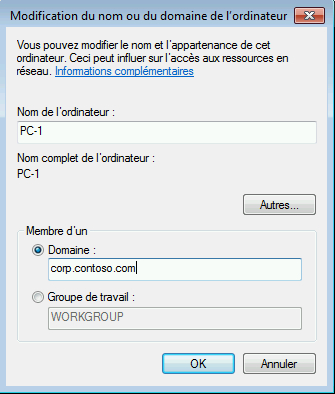 Modification du nom ou du domaine de l'ordinateur
Vous pouvez modifier le nom et l'appartenance de cet
ordinateur. Ceci peut influer sur l'accès aux ressources en
réseau. Informations complémentaires
Nom de l'ordinateur :
PC-1
Nom complet de l'ordinateur :
PC-1
Autres...
Membre d'un
Domaine :
corp.contoso.com
Groupe de travail :
WORKGROUP
OK Annuler